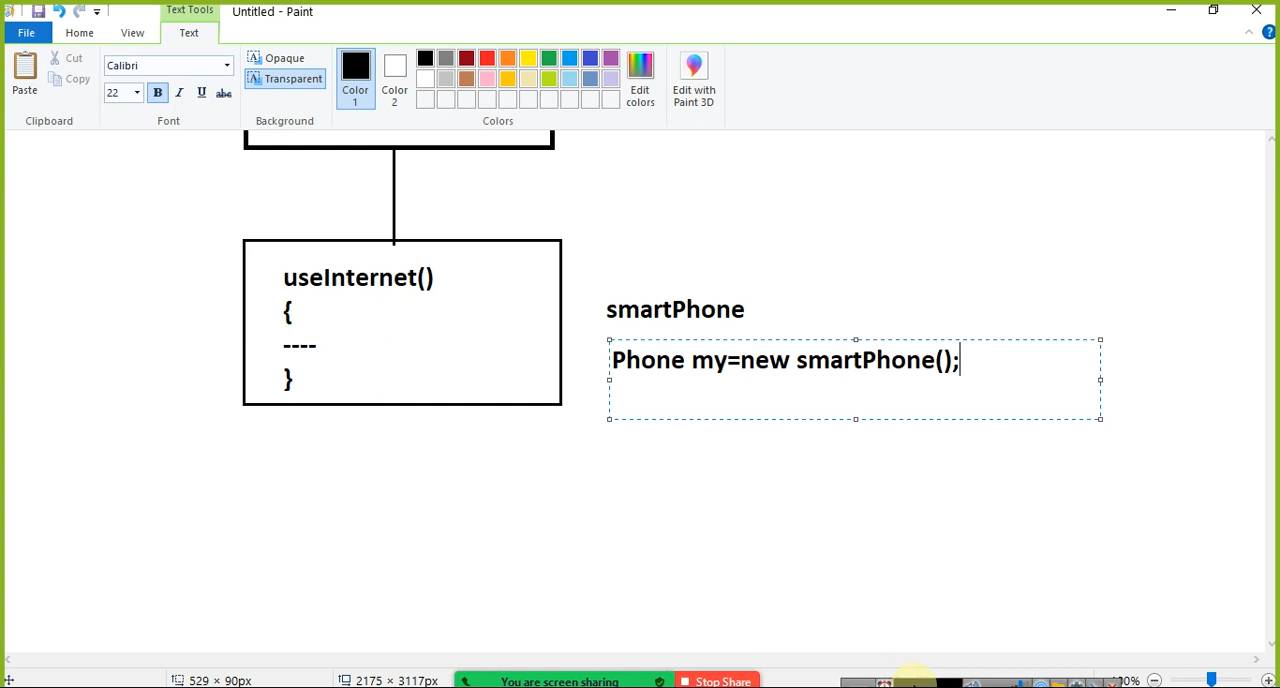 Text Tools
Untitled - Paint
File
Home
View
Text
Paste
Cut
Copy
Clipboard
Calibri
22
B I U abc
Font
Opaque
Transparent
Background
Color 1
Color 2
Edit colors
Colors
Edit with Paint 3D
useInternet()
{
----
}
smartPhone
Phone my=new smartPhone();
529 × 90px
2175 × 3117px
You are screen sharing
Stop Share